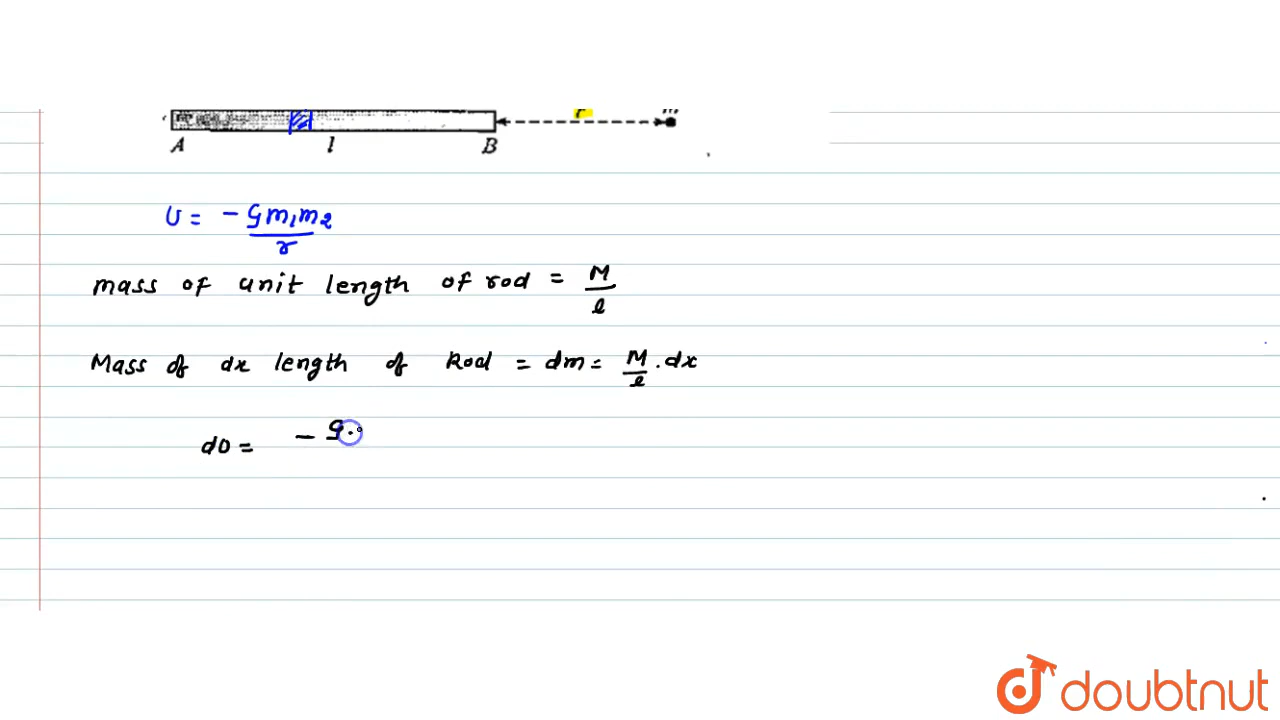 r
A l B
U = - Gm₁m₂ / r
mass of unit length of rod = M / l
Mass of dx length of Rod = dm = M / l . dx
dU = - G.
doubtnut